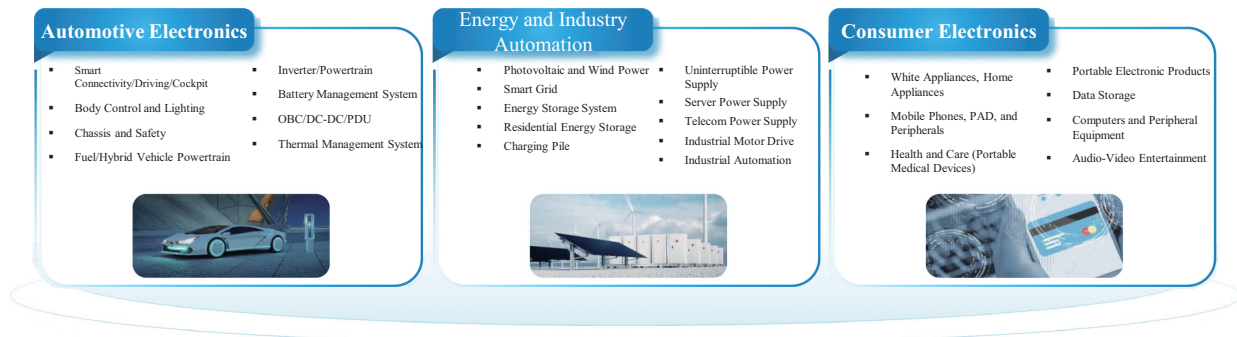 Automotive Electronics
Smart
Connectivity/Driving/Cockpit
Body Control and Lighting
Chassis and Safety
Fuel/Hybrid Vehicle Powertrain
Inverter/Powertrain
Battery Management System
OBC/DC-DC/PDU
Thermal Management System
Energy and Industry
Automation
Photovoltaic and Wind Power
Smart Grid
Energy Storage System
Residential Energy Storage
Charging Pile
Uninterruptible Power
Supply
Server Power Supply
Telecom Power Supply
Industrial Motor Drive
Industrial Automation
Consumer Electronics
White Appliances, Home
Appliances
Mobile Phones, PAD, and
Peripherals
Health and Care (Portable
Medical Devices)
Portable Electronic Products
Data Storage
Computers and Peripheral
Equipment
Audio-Video Entertainment